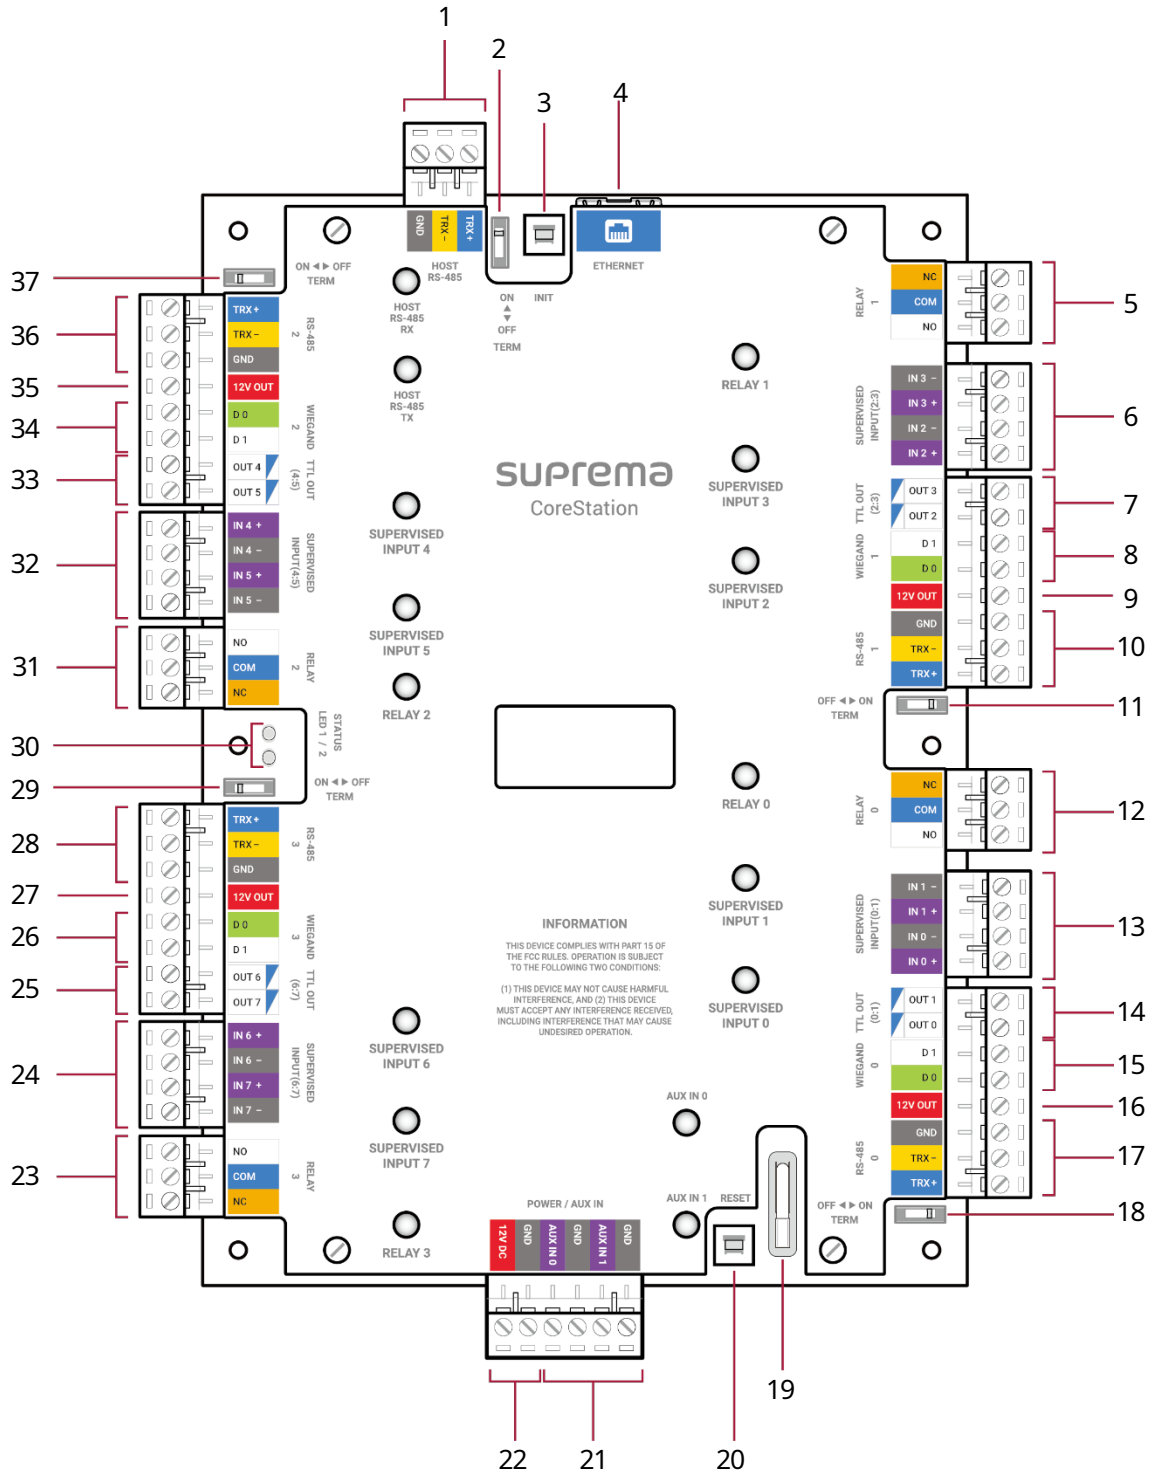 1
2
3
4
GND
TRX −
TRX +
HOST
RS-485
ON
OFF
TERM
INIT
ETHERNET
37
ON ◄ ► OFF
TERM
HOST
RS-485
RX
HOST
RS-485
TX
36
TRX +
TRX −
GND
RS-485
2
35
12V OUT
34
D 0
D 1
WIEGAND
2
33
OUT 4
OUT 5
TTL OUT
(4:5)
32
IN 4 +
IN 4 −
IN 5 +
IN 5 −
SUPERVISED
INPUT(4:5)
31
NO
COM
NC
RELAY
2
30
STATUS
LED 1 / 2
29
ON ◄ ► OFF
TERM
28
TRX +
TRX −
GND
RS-485
3
27
12V OUT
26
D 0
D 1
WIEGAND
3
25
OUT 6
OUT 7
TTL OUT
(6:7)
24
IN 6 +
IN 6 −
IN 7 +
IN 7 −
SUPERVISED
INPUT(6:7)
23
NO
COM
NC
RELAY
3
SUPERVISED
INPUT 4
SUPERVISED
INPUT 5
RELAY 2
SUPERVISED
INPUT 6
SUPERVISED
INPUT 7
RELAY 3
suprema
CoreStation
INFORMATION
THIS DEVICE COMPLIES WITH PART 15 OF
THE FCC RULES. OPERATION IS SUBJECT
TO THE FOLLOWING TWO CONDITIONS:
(1) THIS DEVICE MAY NOT CAUSE HARMFUL
INTERFERENCE, AND (2) THIS DEVICE
MUST ACCEPT ANY INTERFERENCE RECEIVED,
INCLUDING INTERFERENCE THAT MAY CAUSE
UNDESIRED OPERATION.
RELAY 1
SUPERVISED
INPUT 3
SUPERVISED
INPUT 2
RELAY 0
SUPERVISED
INPUT 1
SUPERVISED
INPUT 0
AUX IN 0
AUX IN 1
RESET
RELAY
1
NC
COM
NO
5
SUPERVISED
INPUT(2:3)
IN 3 −
IN 3 +
IN 2 −
IN 2 +
6
TTL OUT
(2:3)
OUT 3
OUT 2
7
WIEGAND
1
D 1
D 0
8
12V OUT
9
RS-485
1
GND
TRX −
TRX +
10
OFF ◄ ► ON
TERM
11
RELAY
0
NC
COM
NO
12
SUPERVISED
INPUT(0:1)
IN 1 −
IN 1 +
IN 0 −
IN 0 +
13
TTL OUT
(0:1)
OUT 1
OUT 0
14
WIEGAND
0
D 1
D 0
15
12V OUT
16
RS-485
0
GND
TRX −
TRX +
17
OFF ◄ ► ON
TERM
18
POWER / AUX IN
12V DC
GND
AUX IN 0
GND
AUX IN 1
GND
19
20
21
22